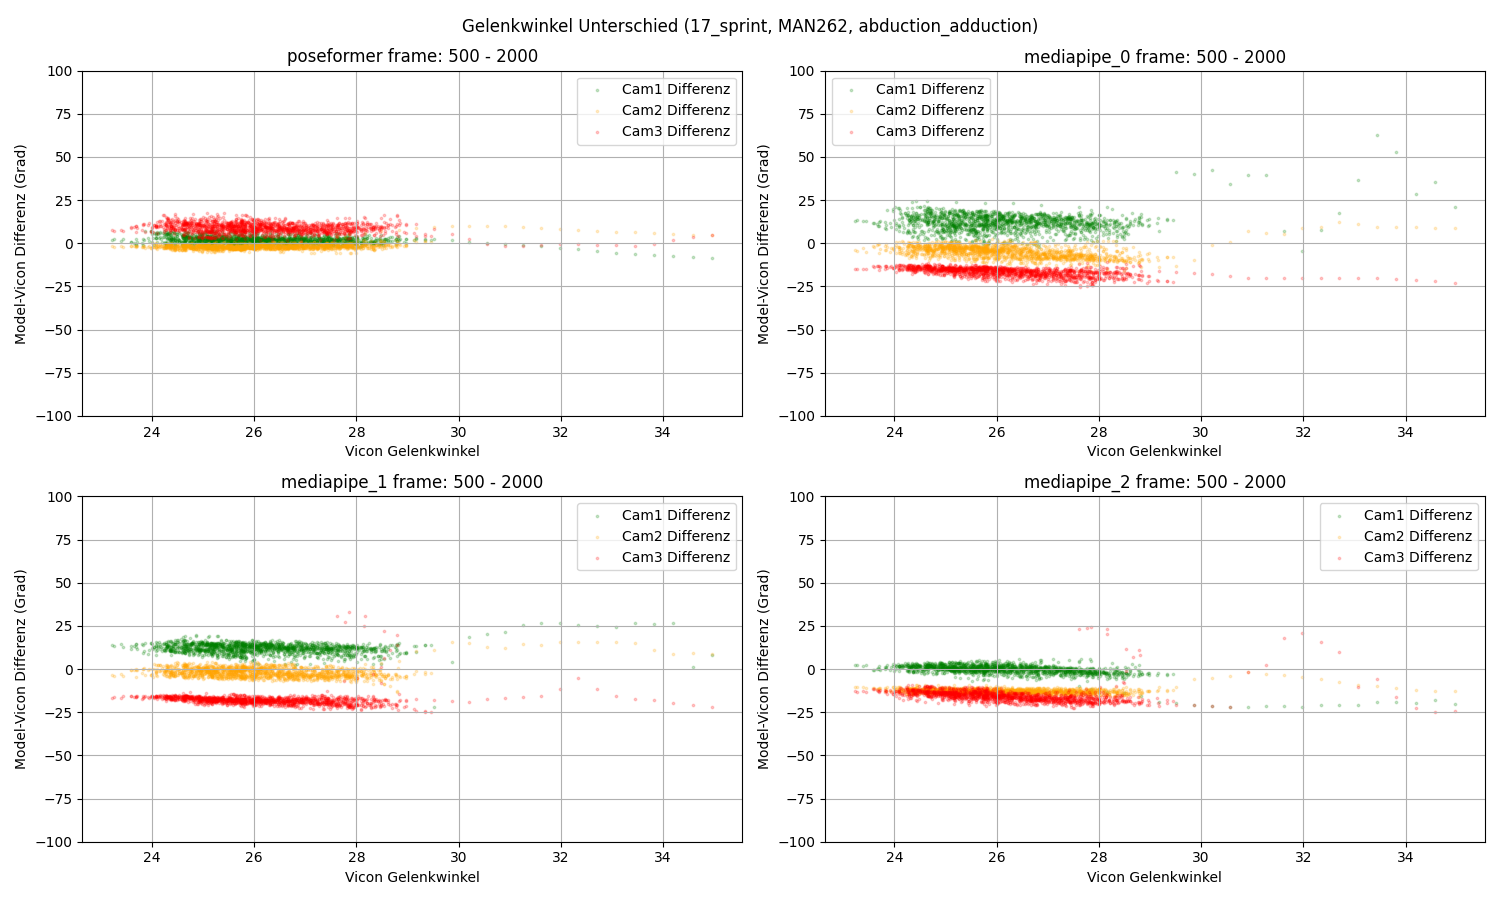 Gelenkwinkel Unterschied (17_sprint, MAN262, abduction_adduction)
poseformer frame: 500 - 2000
100
75
50
25
0
−25
−50
−75
−100
Model-Vicon Differenz (Grad)
Cam1 Differenz
Cam2 Differenz
Cam3 Differenz
24 26 28 30 32 34
Vicon Gelenkwinkel
mediapipe_0 frame: 500 - 2000
100
75
50
25
0
−25
−50
−75
−100
Model-Vicon Differenz (Grad)
Cam1 Differenz
Cam2 Differenz
Cam3 Differenz
24 26 28 30 32 34
Vicon Gelenkwinkel
mediapipe_1 frame: 500 - 2000
100
75
50
25
0
−25
−50
−75
−100
Model-Vicon Differenz (Grad)
Cam1 Differenz
Cam2 Differenz
Cam3 Differenz
24 26 28 30 32 34
Vicon Gelenkwinkel
mediapipe_2 frame: 500 - 2000
100
75
50
25
0
−25
−50
−75
−100
Model-Vicon Differenz (Grad)
Cam1 Differenz
Cam2 Differenz
Cam3 Differenz
24 26 28 30 32 34
Vicon Gelenkwinkel